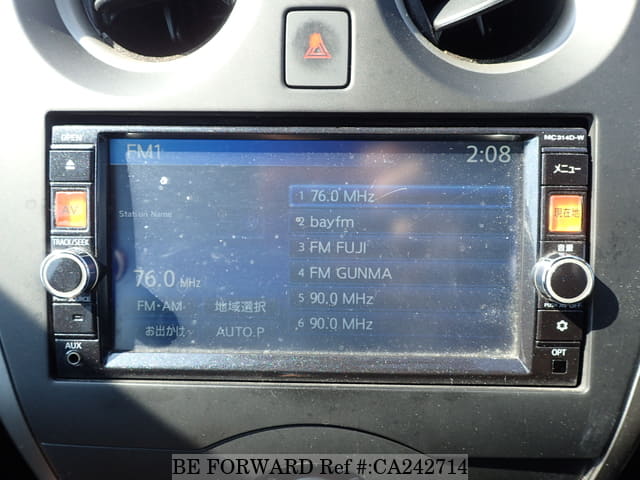 OPEN
MC314D-W
FM1
2:08
メニュー
AV
1 76.0 MHz
現在地
Station Name
2 bayfm
TRACK/SEEK
3 FM FUJI
音量
76.0 MHz
4 FM GUNMA
FM・AM
地域選択
5 90.0 MHz
お出かけ
AUTO.P
6 90.0 MHz
AUX
OPT
BE FORWARD Ref #:CA242714